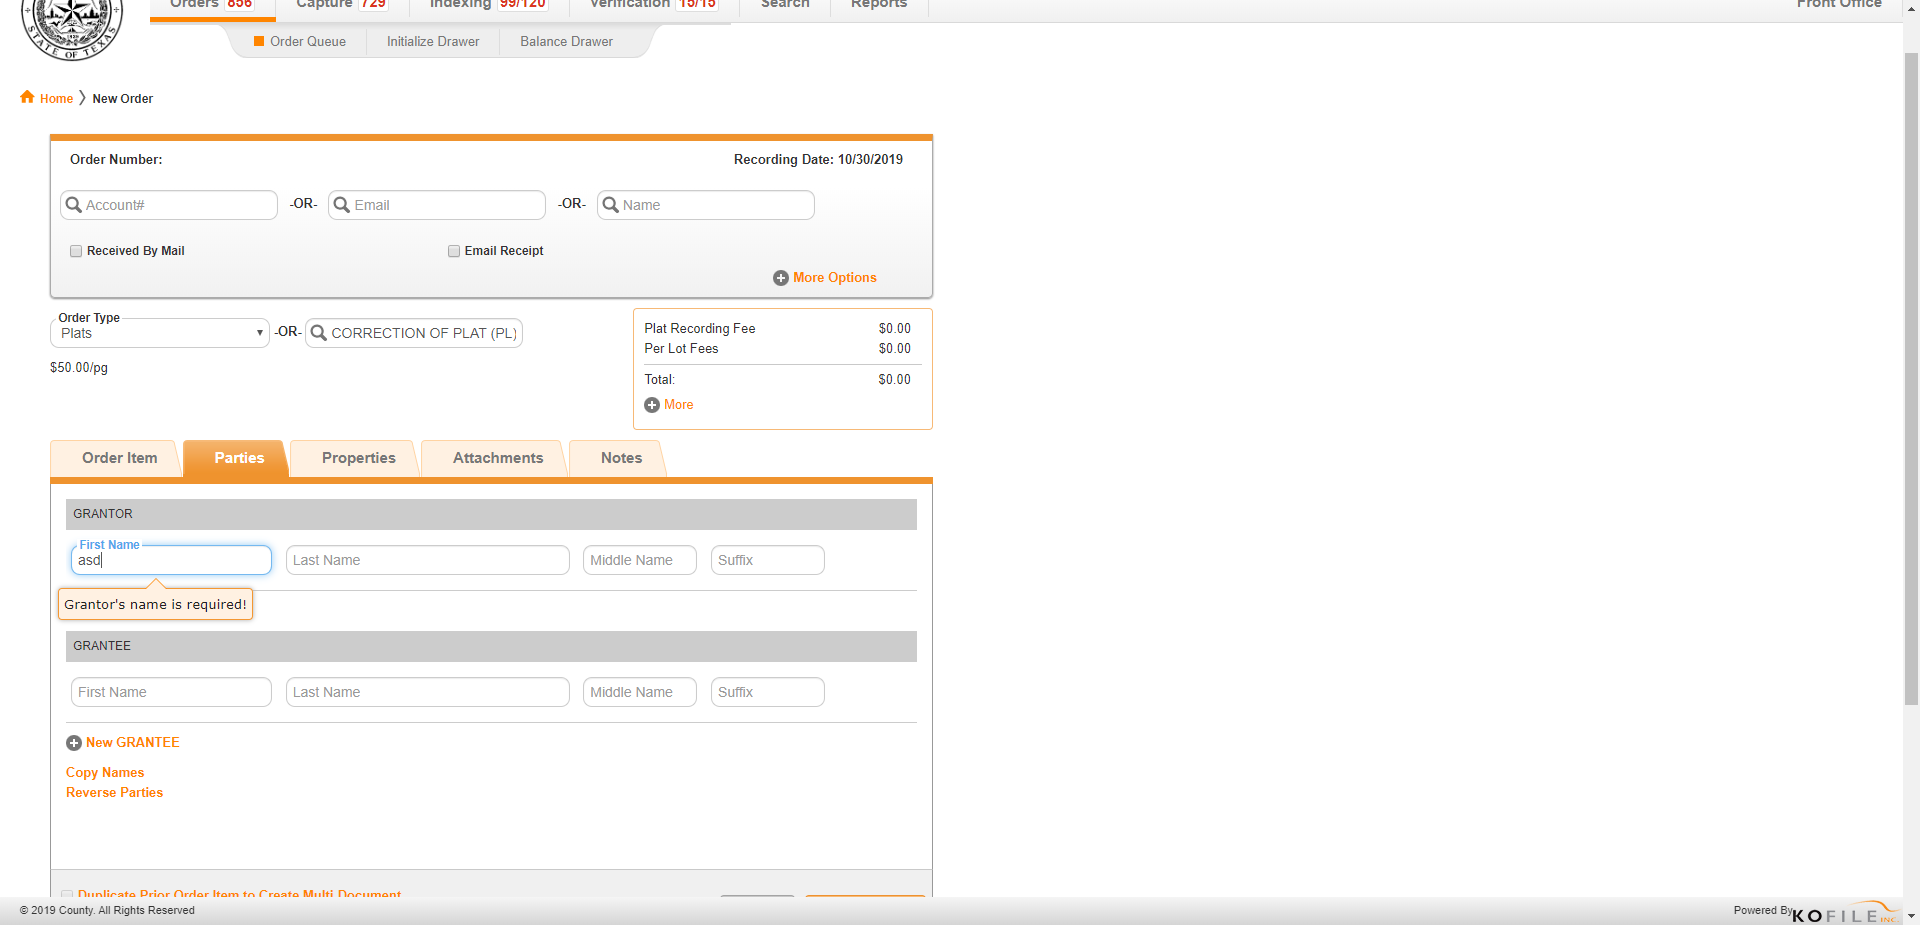 Orders 856 Capture 729 Indexing 99/120 Verification 15/15 Search Reports Front Office
STATE OF TEXAS
Order Queue Initialize Drawer Balance Drawer
Home New Order
Order Number: Recording Date: 10/30/2019
Account# -OR- Email -OR- Name
Received By Mail Email Receipt
More Options
Order Type
Plats -OR- CORRECTION OF PLAT (PL)
$50.00/pg
Plat Recording Fee $0.00
Per Lot Fees $0.00
Total: $0.00
More
Order Item Parties Properties Attachments Notes
GRANTOR
First Name
asd Last Name Middle Name Suffix
Grantor's name is required!
GRANTEE
First Name Last Name Middle Name Suffix
New GRANTEE
Copy Names
Reverse Parties
Duplicate Prior Order Item to Create Multi Document
© 2019 County. All Rights Reserved Powered By KOFILE INC.